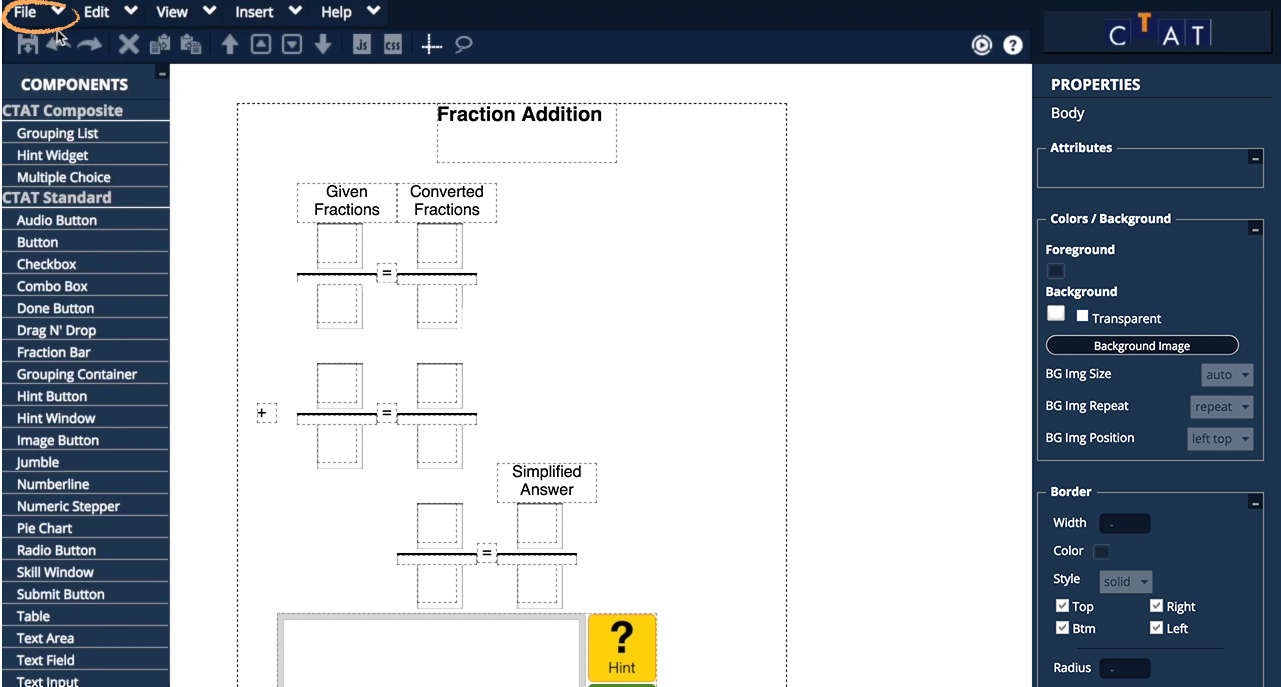 File Edit View Insert Help
Js css ?
CTAT
COMPONENTS
CTAT Composite
Grouping List
Hint Widget
Multiple Choice
CTAT Standard
Audio Button
Button
Checkbox
Combo Box
Done Button
Drag N' Drop
Fraction Bar
Grouping Container
Hint Button
Hint Window
Image Button
Jumble
Numberline
Numeric Stepper
Pie Chart
Radio Button
Skill Window
Submit Button
Table
Text Area
Text Field
Text Input
Fraction Addition
Given
Fractions
Converted
Fractions
=
+
=
Simplified
Answer
=
?
Hint
PROPERTIES
Body
Attributes
Colors / Background
Foreground
Background
Transparent
Background Image
BG Img Size auto
BG Img Repeat repeat
BG Img Position left top
Border
Width -
Color
Style solid
Top Right
Btm Left
Radius -